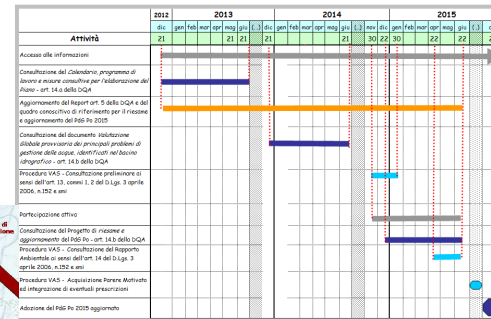 2012 2013 2014 2015
dic gen feb mar apr mag giu (..) dic gen feb mar apr mag giu (..) nov dic gen feb mar apr mag giu (..)
Attività 21 21 21 21 21 30 22 30 22 22
Accesso alle informazioni
Consultazione del Calendario, programma di
lavoro e misure consultive per l'elaborazione del
Piano - art. 14.a della DQA
Aggiornamento del Report art. 5 della DQA e del
quadro conoscitivo di riferimento per il riesame
e aggiornamento del PdG Po 2015
Consultazione del documento Valutazione
Globale provvisoria dei principali problemi di
gestione delle acque, identificati nel bacino
idrografico - art. 14.b della DQA
Procedura VAS - Consultazione preliminare ai
sensi dell'art. 13, commi 1, 2 del D.Lgs. 3 aprile
2006, n.152 e smi
Partecipazione attiva
Consultazione del Progetto di riesame e
aggiornamento del PdG Po - art. 14.b della DQA
Procedura VAS - Consultazione del Rapporto
Ambientale ai sensi dell'art. 14 del D.Lgs. 3
aprile 2006, n.152 e smi
Procedura VAS - Acquisizione Parere Motivato
ed integrazione di eventuali prescrizioni
Adozione del PdG Po 2015 aggiornato
di
ione